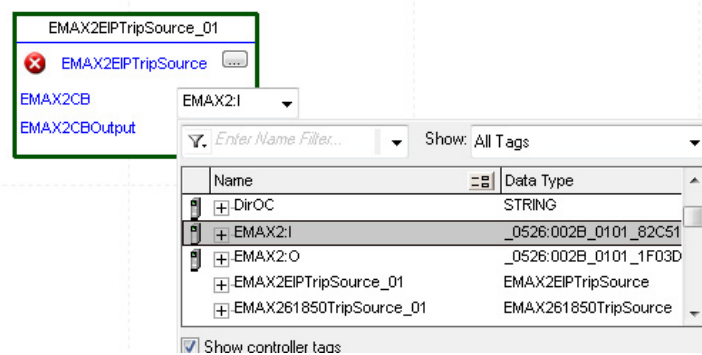 EMAX2EIPTripSource_01
EMAX2EIPTripSource ...
EMAX2CB EMAX2:I
EMAX2CBOutput
Enter Name Filter... Show: All Tags
Name Data Type
DirOC STRING
EMAX2:I _0526:002B_0101_82C51
EMAX2:O _0526:002B_0101_1F03D
EMAX2EIPTripSource_01 EMAX2EIPTripSource
EMAX261850TripSource_01 EMAX261850TripSource
Show controller tags